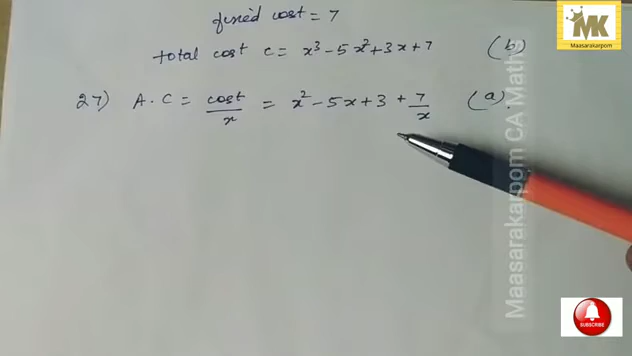 fixed cost = 7
total cost C = x³ - 5x² + 3x + 7 (b)
27) A.C = cost/x = x² - 5x + 3 + 7/x (a)
MK
Maasarakarpom
Maasarakarpom CA Maths
SUBSCRIBE